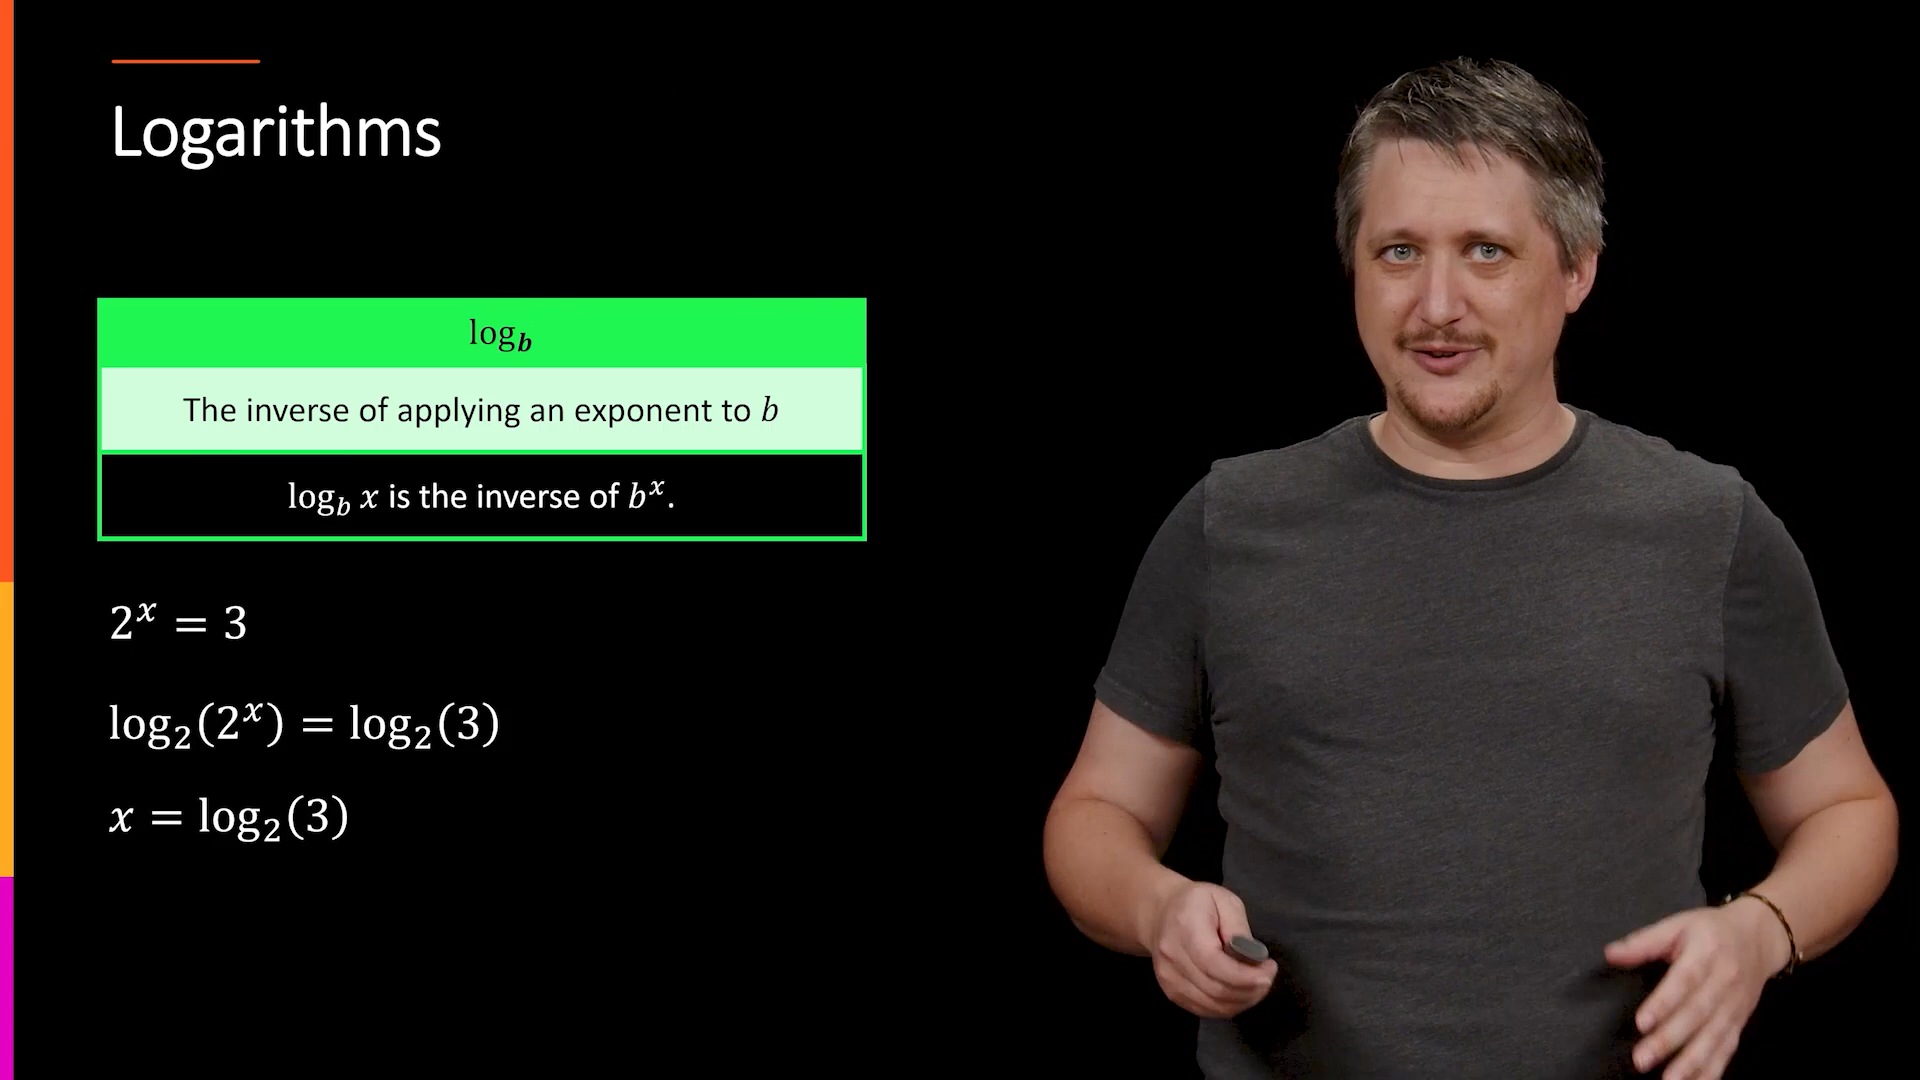 Logarithms
log_b
The inverse of applying an exponent to b
log_b x is the inverse of b^x.
2^x = 3
log_2(2^x) = log_2(3)
x = log_2(3)